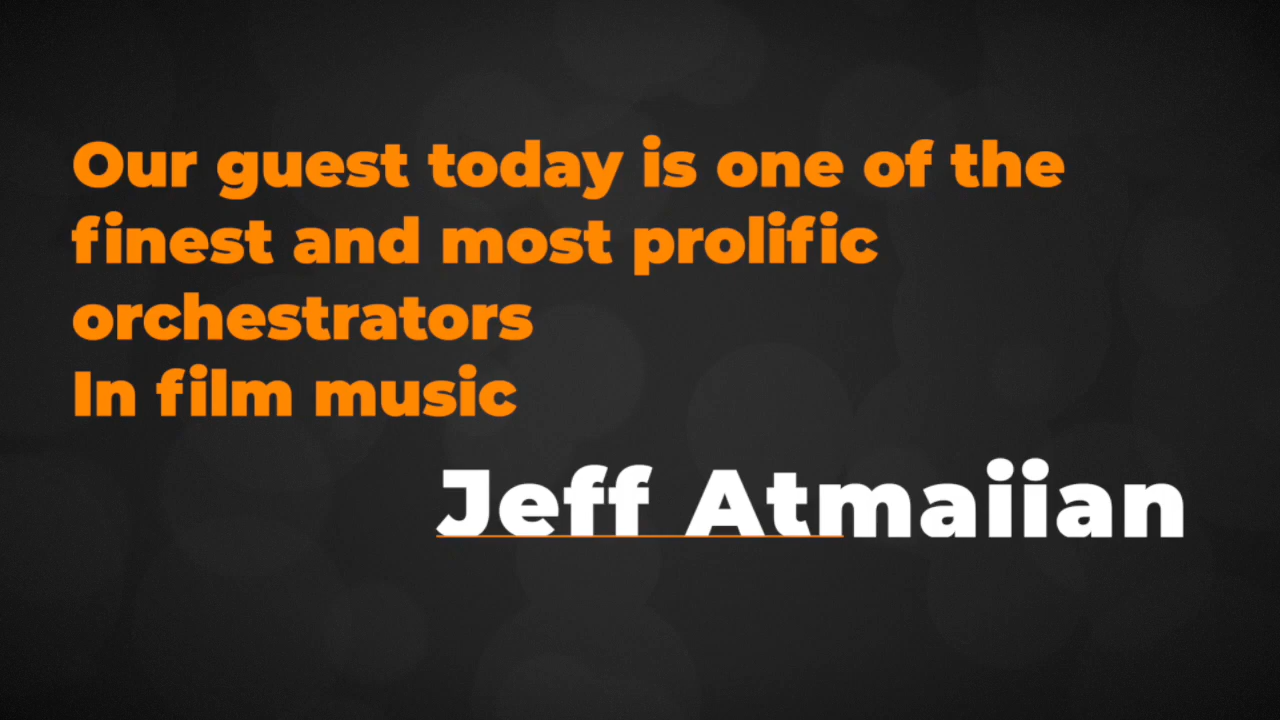 Our guest today is one of the
finest and most prolific
orchestrators
In film music
Jeff Atmaiian